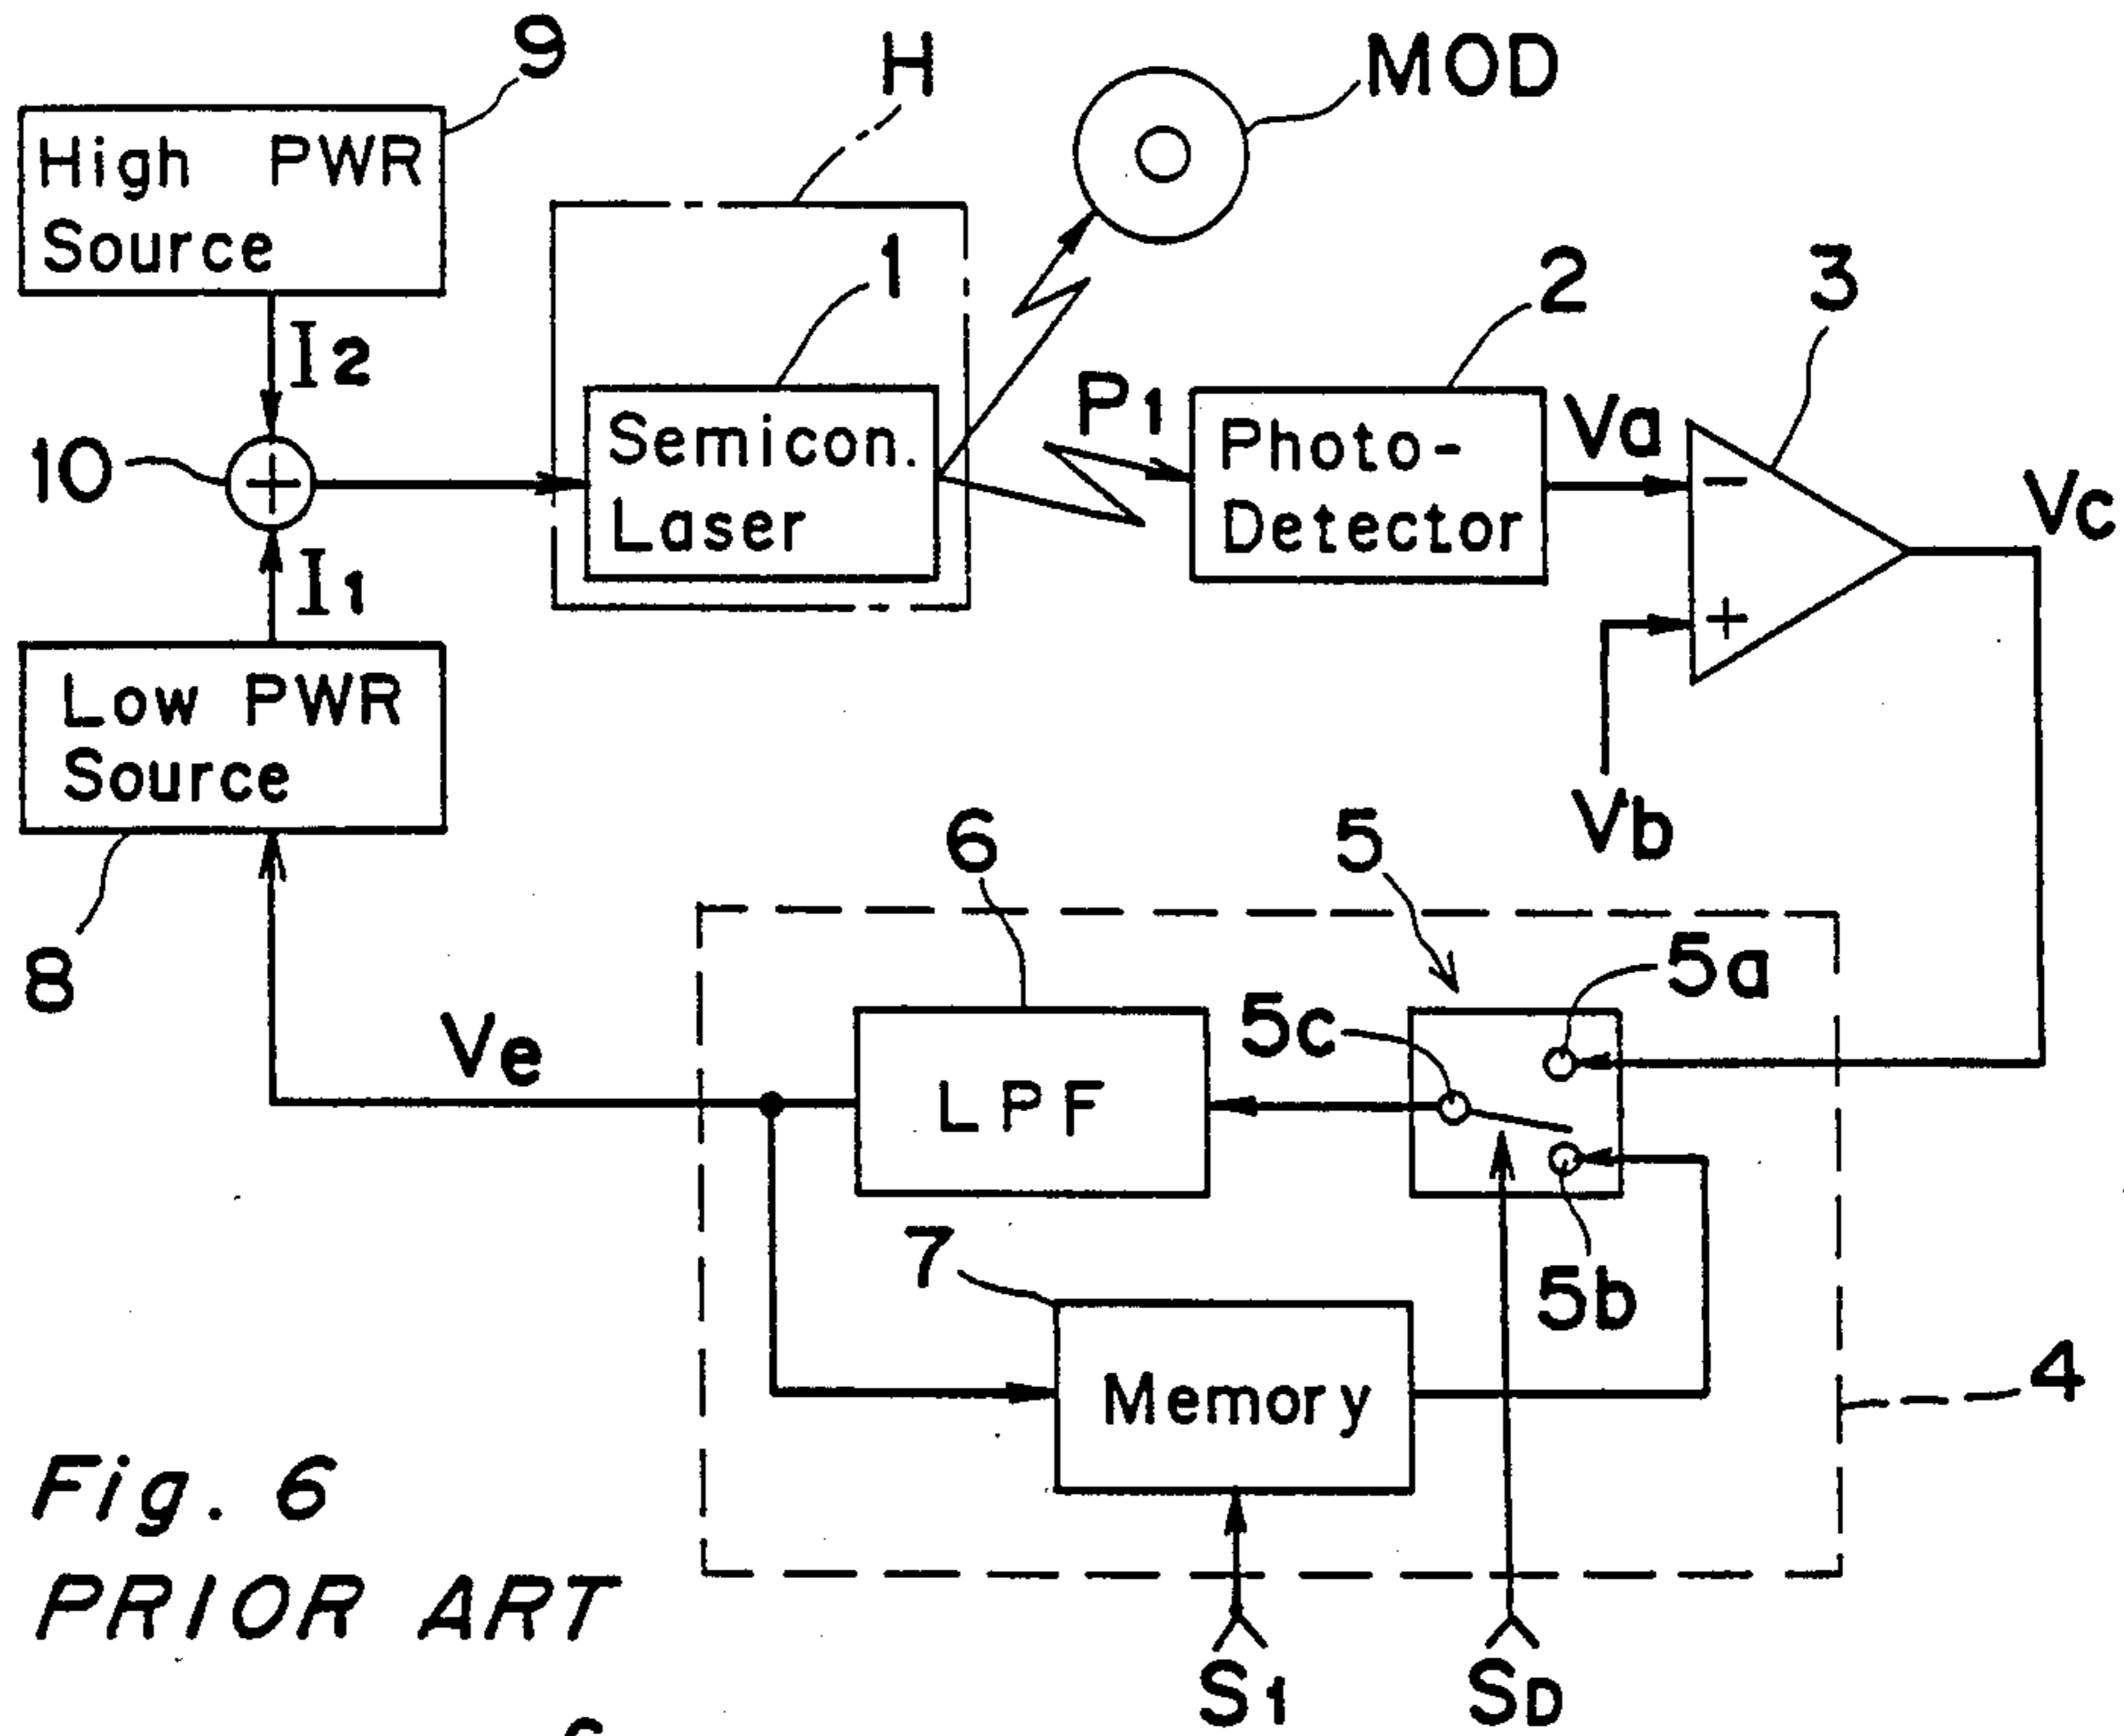 9
H
MOD
High PWR
Source
1
2
3
I2
P1
Va
Semicon.
Laser
Photo-
Detector
−
10
+
Vc
I1
+
Low PWR
Source
Vb
6
5
8
5a
5c
Ve
LPF
7
5b
Memory
4
Fig. 6
PRIOR ART
S1
SD